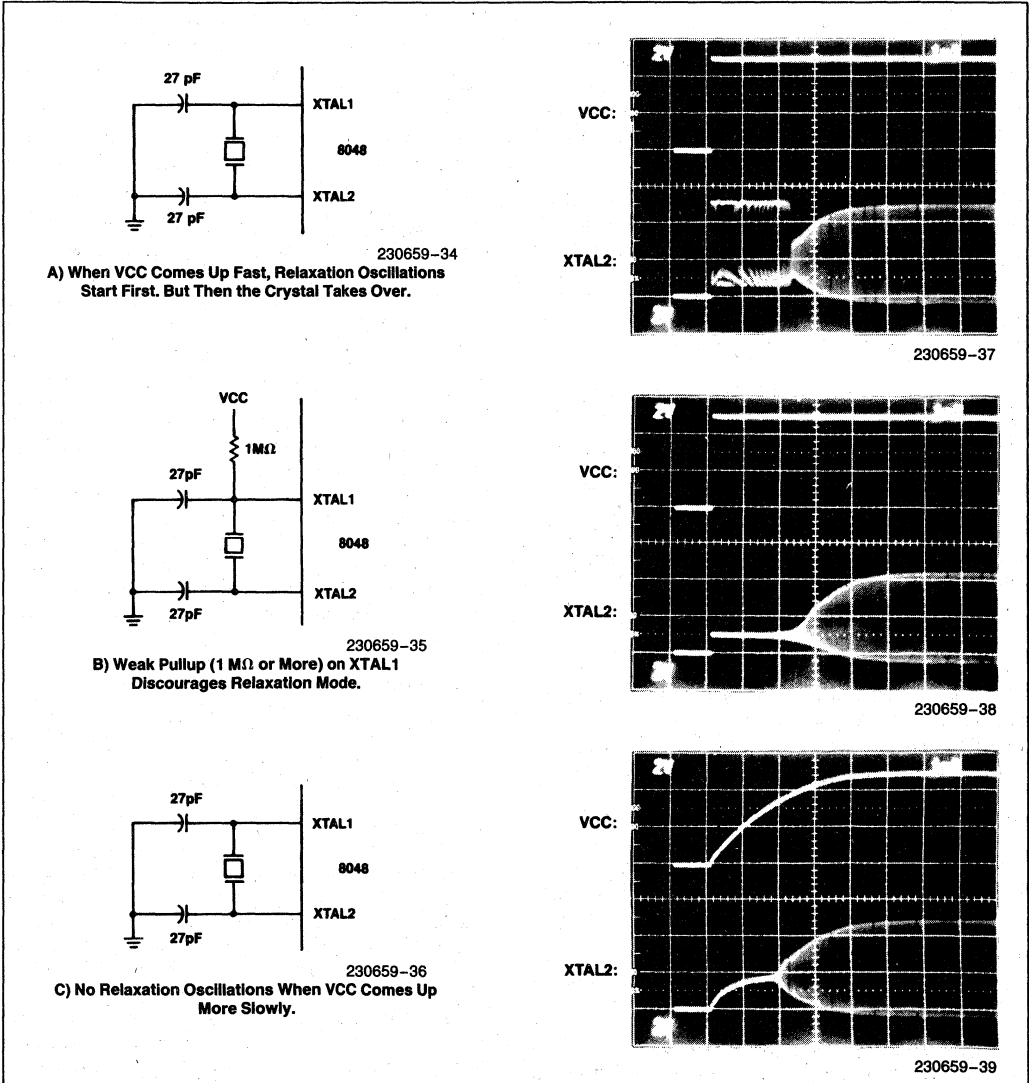 27 pF
XTAL1
8048
XTAL2
27 pF
230659–34
A) When VCC Comes Up Fast, Relaxation Oscillations
Start First. But Then the Crystal Takes Over.
2V
VCC:
XTAL2:
230659–37
VCC
1MΩ
27pF
XTAL1
8048
XTAL2
27pF
230659–35
B) Weak Pullup (1 MΩ or More) on XTAL1
Discourages Relaxation Mode.
2V
VCC:
XTAL2:
230659–38
27pF
XTAL1
8048
XTAL2
27pF
230659–36
C) No Relaxation Oscillations When VCC Comes Up
More Slowly.
2V
VCC:
XTAL2:
230659–39